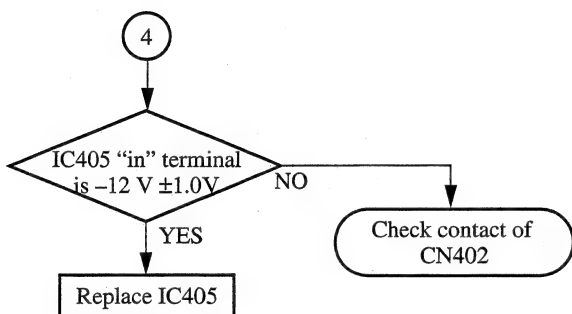 4
IC405 “in” terminal
is –12 V ±1.0V
NO
YES
Check contact of
CN402
Replace IC405